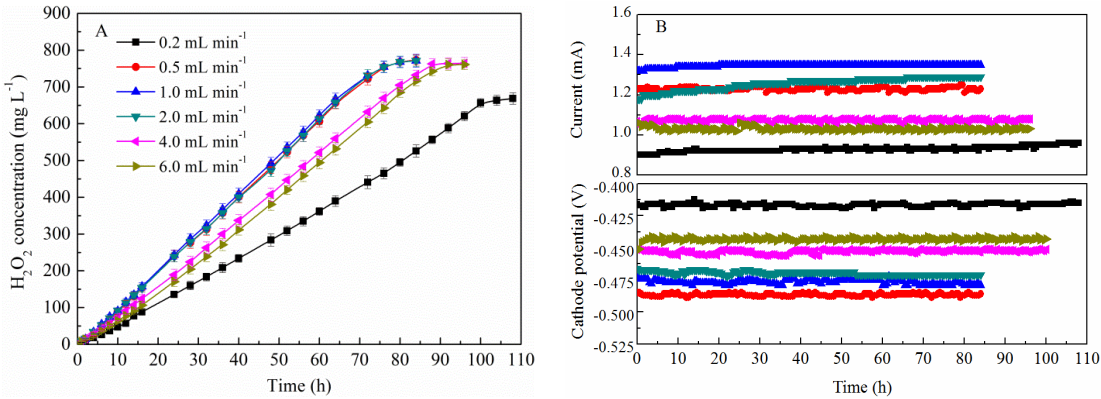 A
0.2 mL min⁻¹
0.5 mL min⁻¹
1.0 mL min⁻¹
2.0 mL min⁻¹
4.0 mL min⁻¹
6.0 mL min⁻¹
H₂O₂ concentration (mg L⁻¹)
900
800
700
600
500
400
300
200
100
0
0 10 20 30 40 50 60 70 80 90 100 110
Time (h)
B
Current (mA)
1.6
1.4
1.2
1.0
0.8
Cathode potential (V)
-0.400
-0.425
-0.450
-0.475
-0.500
-0.525
0 10 20 30 40 50 60 70 80 90 100 110
Time (h)